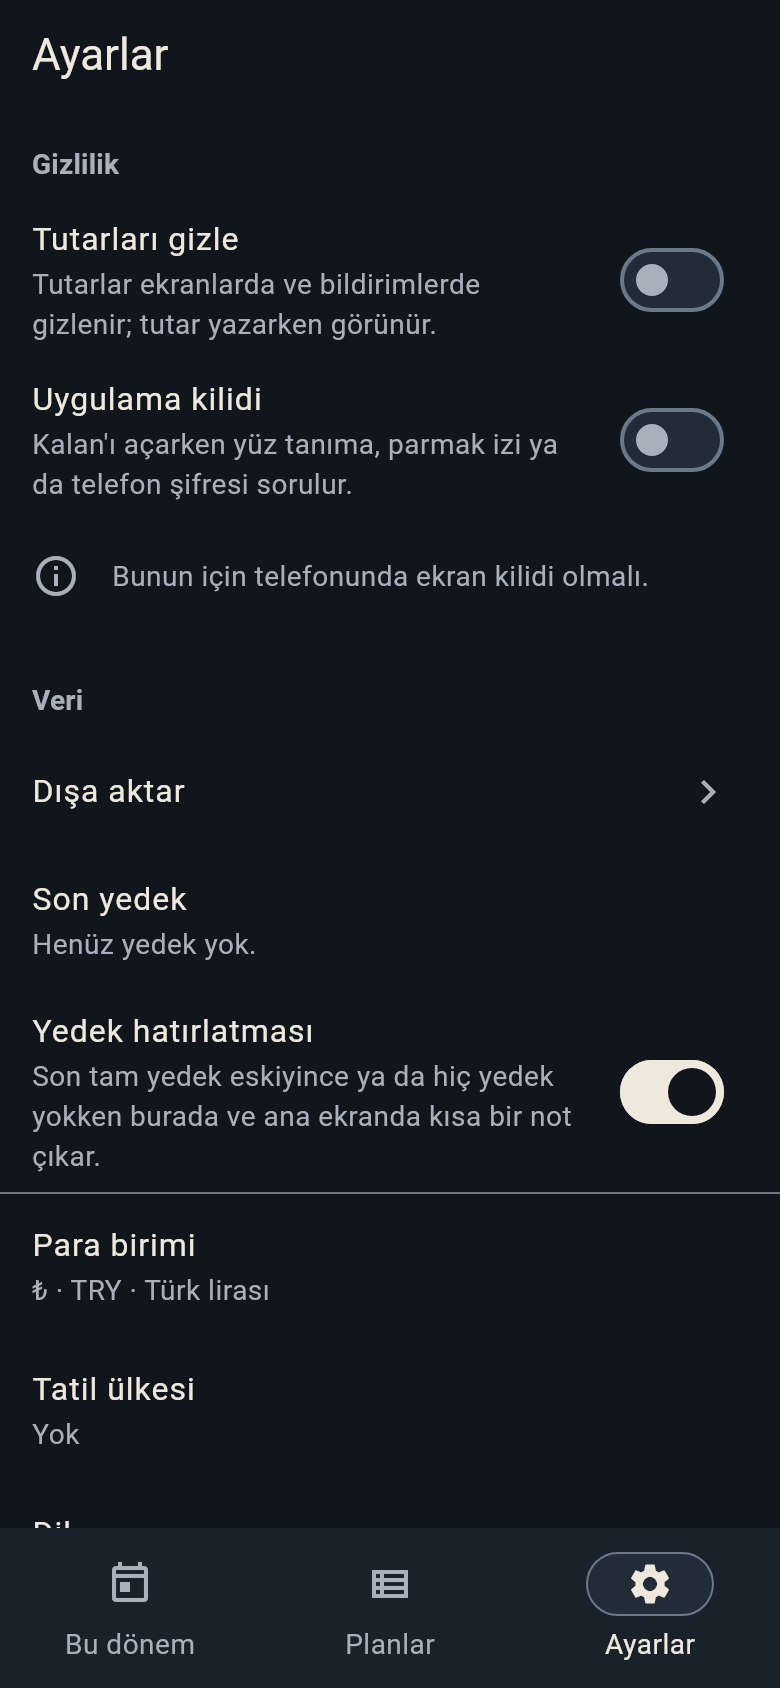 Ayarlar
Gizlilik
Tutarları gizle
Tutarlar ekranlarda ve bildirimlerde
gizlenir; tutar yazarken görünür.
Uygulama kilidi
Kalan'ı açarken yüz tanıma, parmak izi ya
da telefon şifresi sorulur.
Bunun için telefonunda ekran kilidi olmalı.
Veri
Dışa aktar
Son yedek
Henüz yedek yok.
Yedek hatırlatması
Son tam yedek eskiyince ya da hiç yedek
yokken burada ve ana ekranda kısa bir not
çıkar.
Para birimi
₺ · TRY · Türk lirası
Tatil ülkesi
Yok
Bu dönem
Planlar
Ayarlar